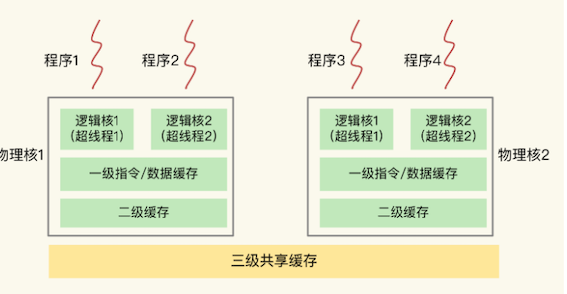 程序1
程序2
程序3
程序4
逻辑核1
(超线程1)
逻辑核2
(超线程2)
逻辑核1
(超线程1)
逻辑核2
(超线程2)
物理核1
一级指令/数据缓存
一级指令/数据缓存
物理核2
二级缓存
二级缓存
三级共享缓存